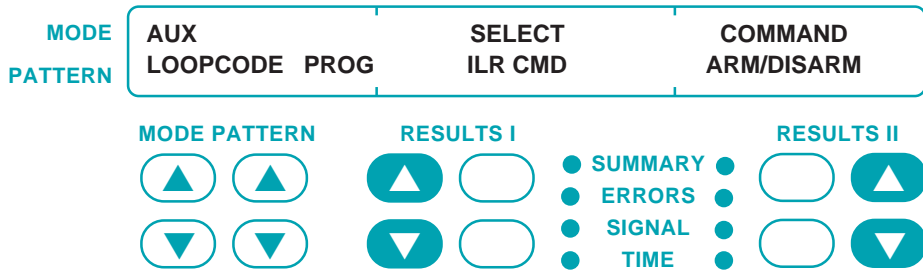 MODE AUX SELECT COMMAND
PATTERN LOOPCODE PROG ILR CMD ARM/DISARM
MODE PATTERN RESULTS I RESULTS II
SUMMARY
ERRORS
SIGNAL
TIME